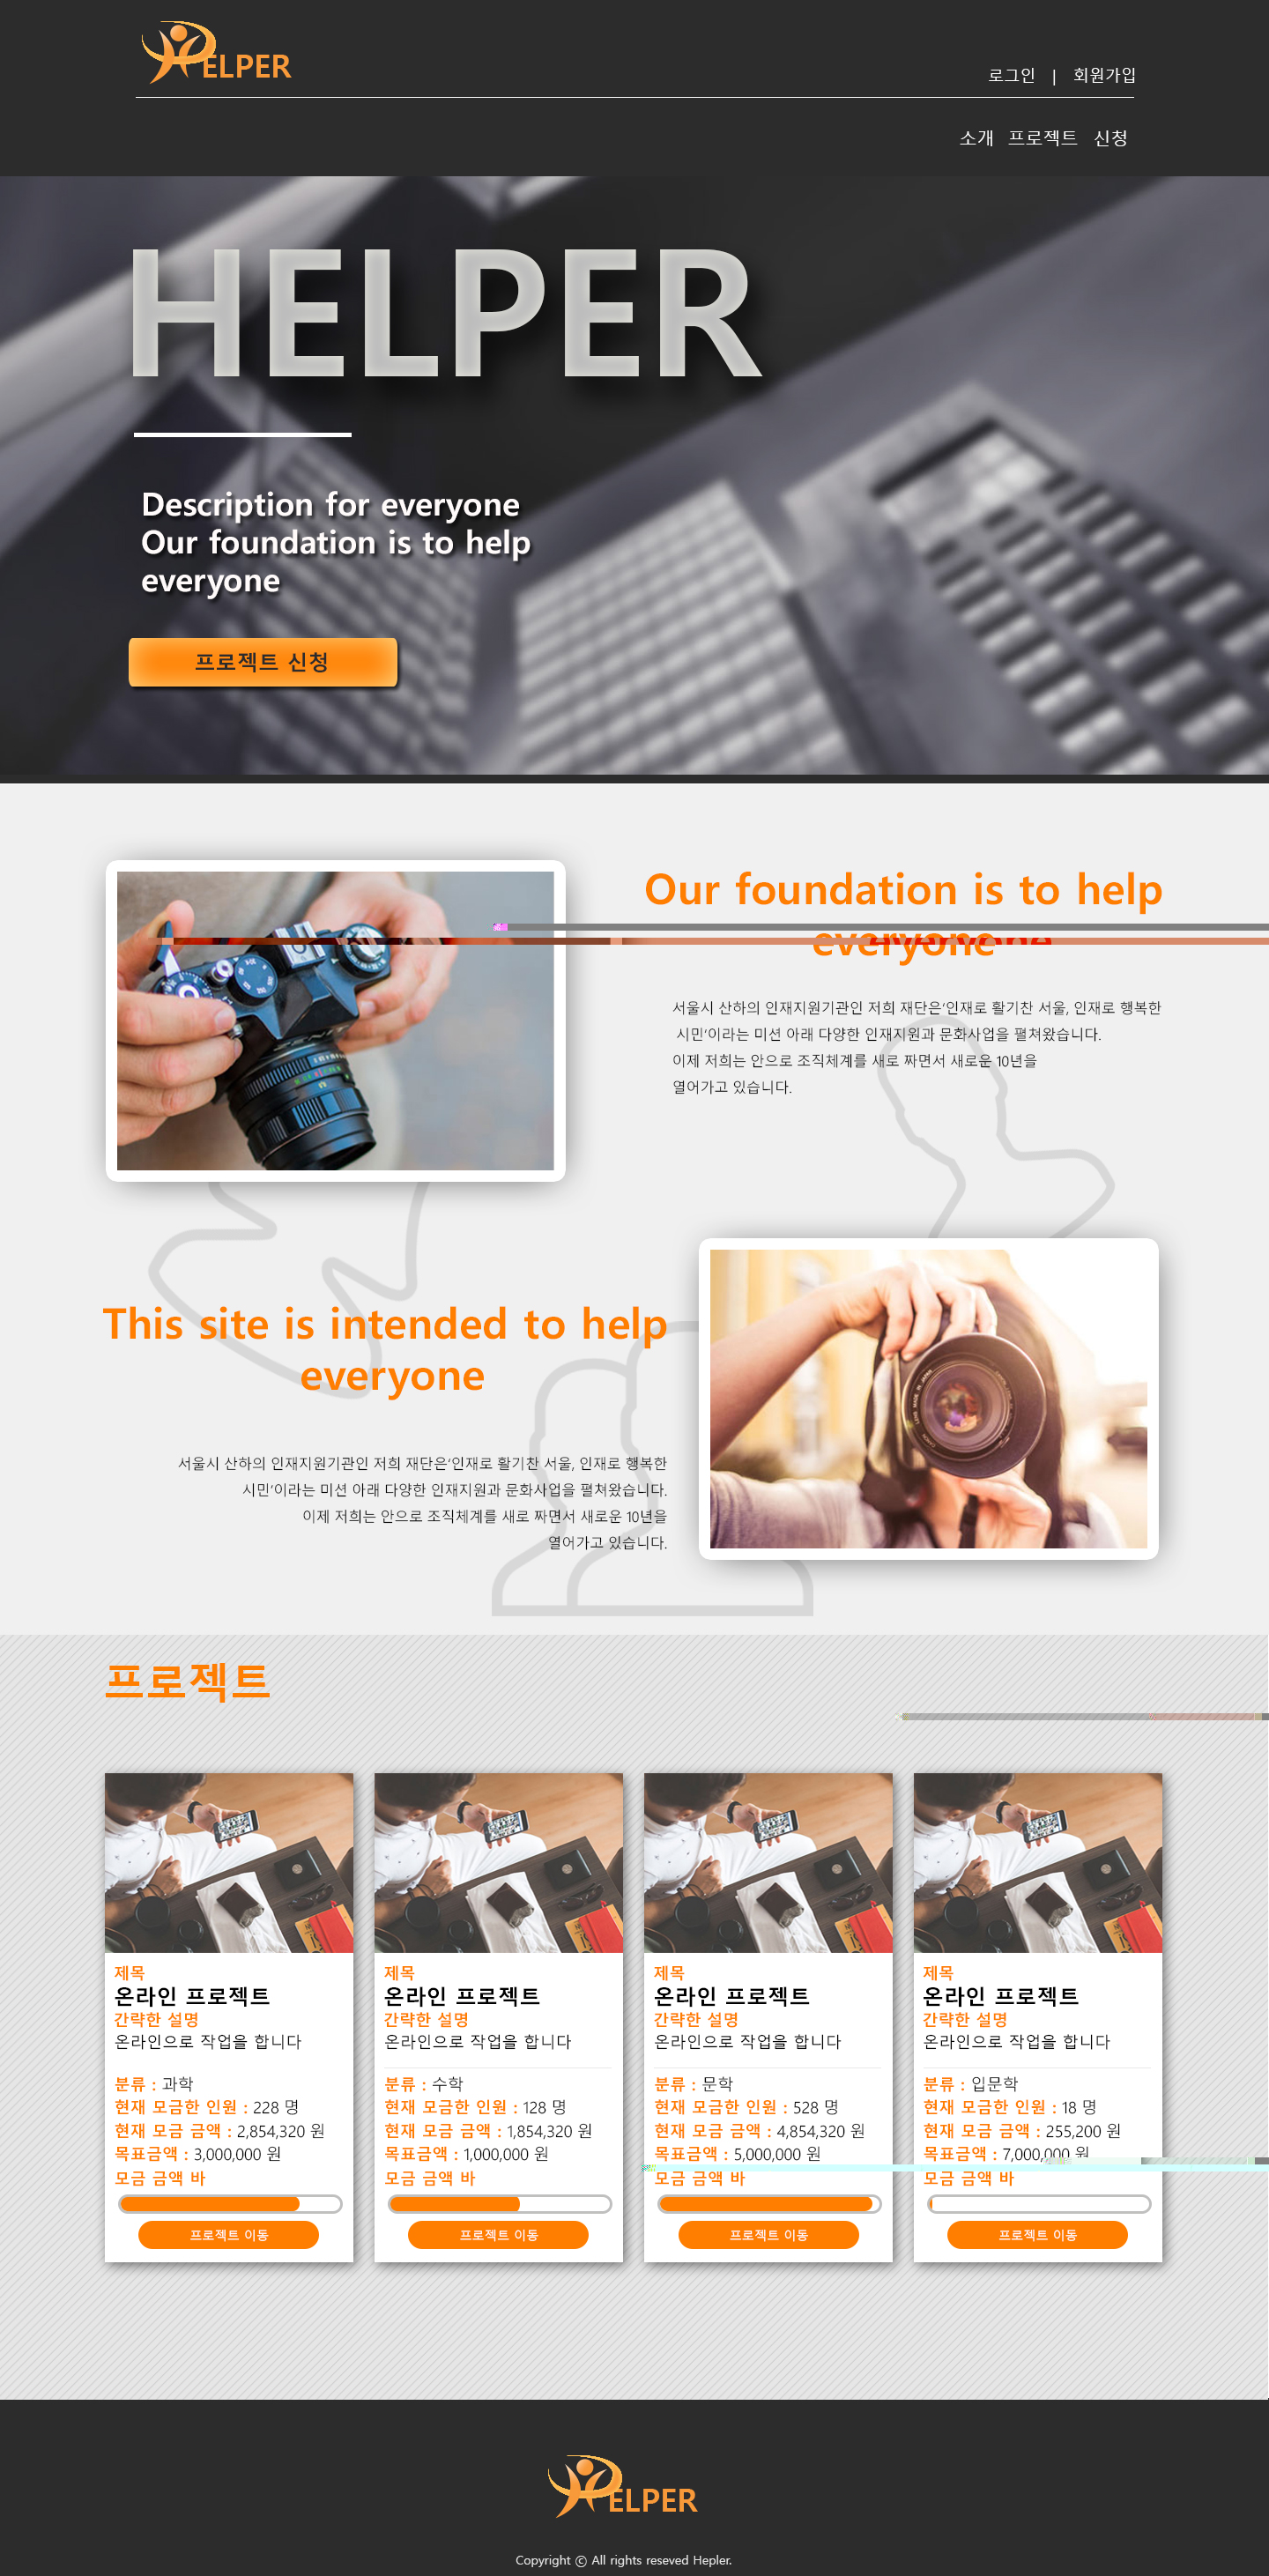 HELPER
로그인 | 회원가입
소개 프로젝트 신청
HELPER
Description for everyone
Our foundation is to help
everyone
프로젝트 신청
Our foundation is to help
everyone
서울시 산하의 인재지원기관인 저희 재단은'인재로 활기찬 서울, 인재로 행복한
시민'이라는 미션 아래 다양한 인재지원과 문화사업을 펼쳐왔습니다.
이제 저희는 안으로 조직체계를 새로 짜면서 새로운 10년을
열어가고 있습니다.
This site is intended to help
everyone
서울시 산하의 인재지원기관인 저희 재단은'인재로 활기찬 서울, 인재로 행복한
시민'이라는 미션 아래 다양한 인재지원과 문화사업을 펼쳐왔습니다.
이제 저희는 안으로 조직체계를 새로 짜면서 새로운 10년을
열어가고 있습니다.
프로젝트
제목
온라인 프로젝트
간략한 설명
온라인으로 작업을 합니다
분류 : 과학
현재 모금한 인원 : 228 명
현재 모금 금액 : 2,854,320 원
목표금액 : 3,000,000 원
모금 금액 바
프로젝트 이동
제목
온라인 프로젝트
간략한 설명
온라인으로 작업을 합니다
분류 : 수학
현재 모금한 인원 : 128 명
현재 모금 금액 : 1,854,320 원
목표금액 : 1,000,000 원
모금 금액 바
프로젝트 이동
제목
온라인 프로젝트
간략한 설명
온라인으로 작업을 합니다
분류 : 문학
현재 모금한 인원 : 528 명
현재 모금 금액 : 4,854,320 원
목표금액 : 5,000,000 원
모금 금액 바
프로젝트 이동
제목
온라인 프로젝트
간략한 설명
온라인으로 작업을 합니다
분류 : 입문학
현재 모금한 인원 : 18 명
현재 모금 금액 : 255,200 원
목표금액 : 7,000,000 원
모금 금액 바
프로젝트 이동
HELPER
Copyright ⓒ All rights reseved Hepler.